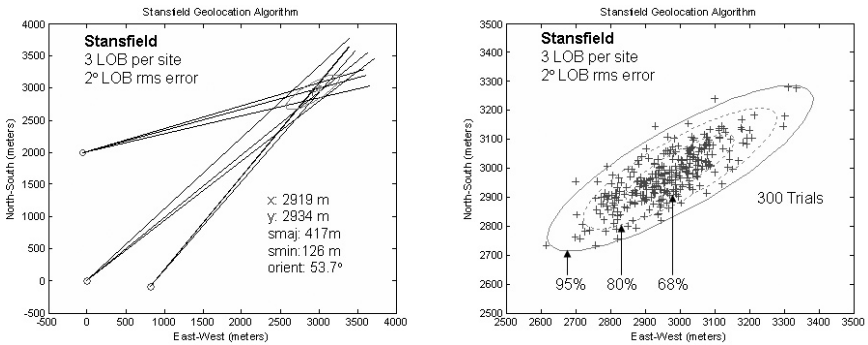 Stansfield Geolocation Algorithm
Stansfield
3 LOB per site
2º LOB rms error
x: 2919 m
y: 2934 m
smaj: 417m
smin:126 m
orient: 53.7º
North-South (meters)
4000
3500
3000
2500
2000
1500
1000
500
0
-500
-500 0 500 1000 1500 2000 2500 3000 3500 4000
East-West (meters)
Stansfield Geolocation Algorithm
Stansfield
3 LOB per site
2º LOB rms error
300 Trials
95% 80% 68%
North-South (meters)
3500
3400
3300
3200
3100
3000
2900
2800
2700
2600
2500
2500 2600 2700 2800 2900 3000 3100 3200 3300 3400 3500
East-West (meters)